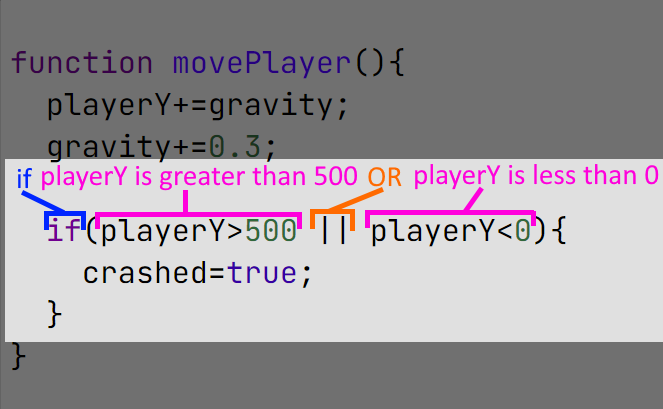 function movePlayer(){
playerY+=gravity;
gravity+=0.3;
if playerY is greater than 500 OR playerY is less than 0
if(playerY>500 || playerY<0){
crashed=true;
}
}